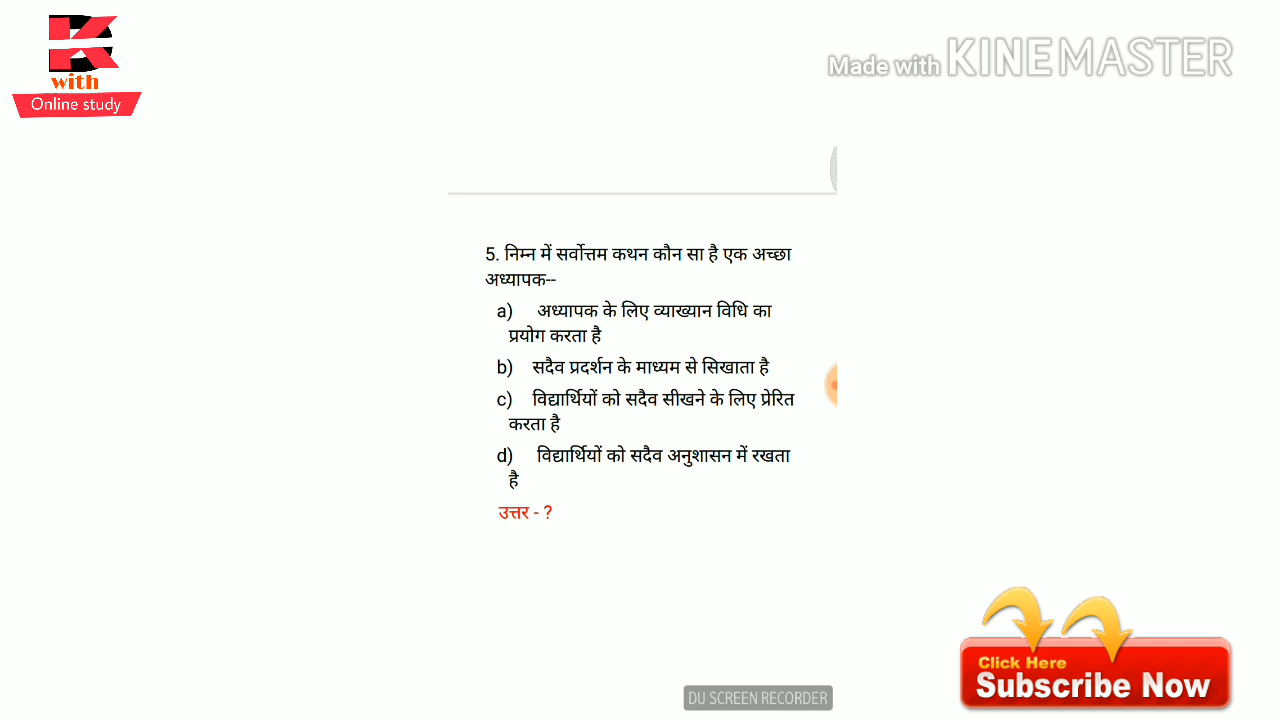 K
with
Online study
Made with KINEMASTER
5. निम्न में सर्वोत्तम कथन कौन सा है एक अच्छा
अध्यापक--
a) अध्यापक के लिए व्याख्यान विधि का
प्रयोग करता है
b) सदैव प्रदर्शन के माध्यम से सिखाता है
c) विद्यार्थियों को सदैव सीखने के लिए प्रेरित
करता है
d) विद्यार्थियों को सदैव अनुशासन में रखता
है
उत्तर - ?
Click Here
Subscribe Now
DU SCREEN RECORDER